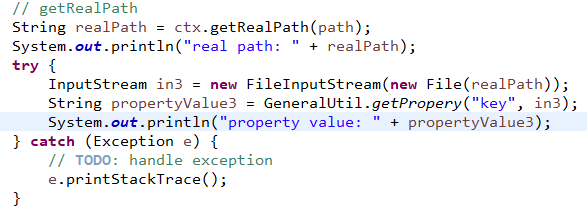 // getRealPath
String realPath = ctx.getRealPath(path);
System.out.println("real path: " + realPath);
try {
    InputStream in3 = new FileInputStream(new File(realPath));
    String propertyValue3 = GeneralUtil.getPropery("key", in3);
    System.out.println("property value: " + propertyValue3);
} catch (Exception e) {
    // TODO: handle exception
    e.printStackTrace();
}